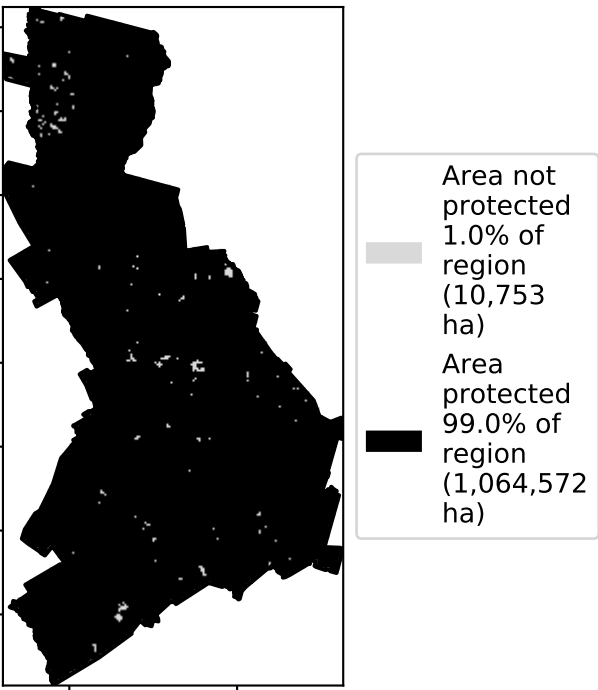 Area not
protected
1.0% of
region
(10,753
ha)
Area
protected
99.0% of
region
(1,064,572
ha)